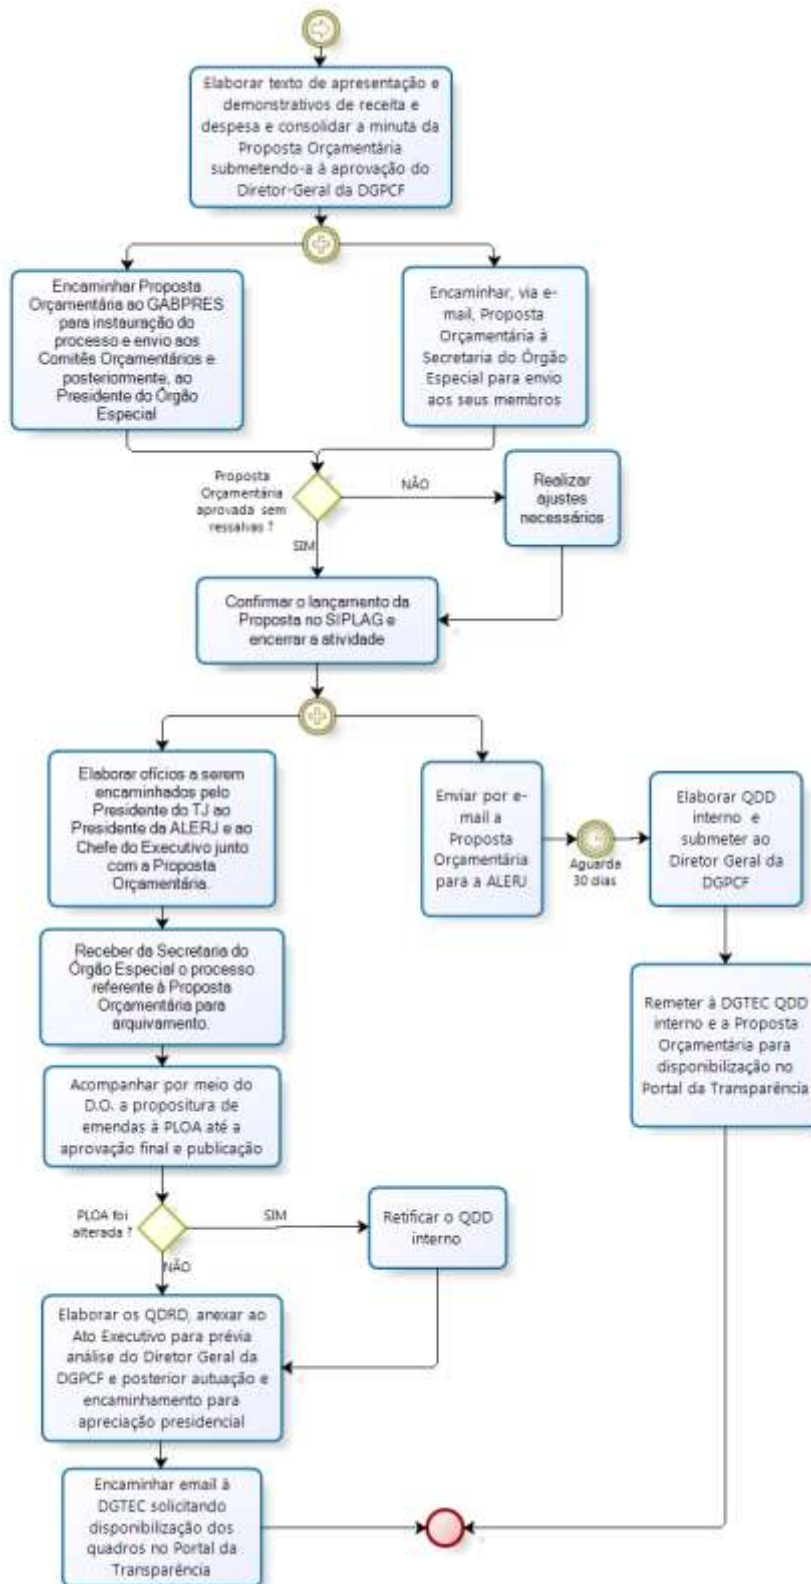 Elaborar texto de apresentação e
demonstrativos de receita e
despesa e consolidar a minuta da
Proposta Orçamentária
submetendo-a à aprovação do
Diretor-Geral da DGPCF
Encaminhar Proposta
Orçamentária ao GABPRES
para instauração do
processo e envio aos
Comitês Orçamentários e
posteriormente, ao
Presidente do Órgão
Especial
Encaminhar, via e-
mail, Proposta
Orçamentária à
Secretaria do Órgão
Especial para envio
aos seus membros
Proposta
Orçamentária
aprovada sem
ressalvas ?
NÃO
SIM
Realizar
ajustes
necessários
Confirmar o lançamento da
Proposta no SIPLAG e
encerrar a atividade
Elaborar ofícios a serem
encaminhados pelo
Presidente do TJ ao
Presidente da ALERJ e ao
Chefe do Executivo junto
com a Proposta
Orçamentária.
Enviar por e-
mail a
Proposta
Orçamentária
para a ALERJ
Aguarda
30 dias
Elaborar QDD
interno e
submeter ao
Diretor Geral da
DGPCF
Receber da Secretaria do
Órgão Especial o processo
referente à Proposta
Orçamentária para
arquivamento.
Remeter à DGTEC QDD
interno e a Proposta
Orçamentária para
disponibilização no
Portal da Transparência
Acompanhar por meio do
D.O. a propositura de
emendas à PLOA até a
aprovação final e publicação
PLOA foi
alterada ?
SIM
NÃO
Retificar o QDD
interno
Elaborar os QDRD, anexar ao
Ato Executivo para prévia
análise do Diretor Geral da
DGPCF e posterior autuação e
encaminhamento para
apreciação presidencial
Encaminhar email à
DGTEC solicitando
disponibilização dos
quadros no Portal da
Transparência